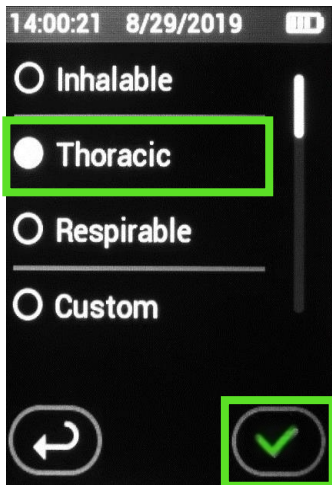 14:00:21 8/29/2019
Inhalable
Thoracic
Respirable
Custom